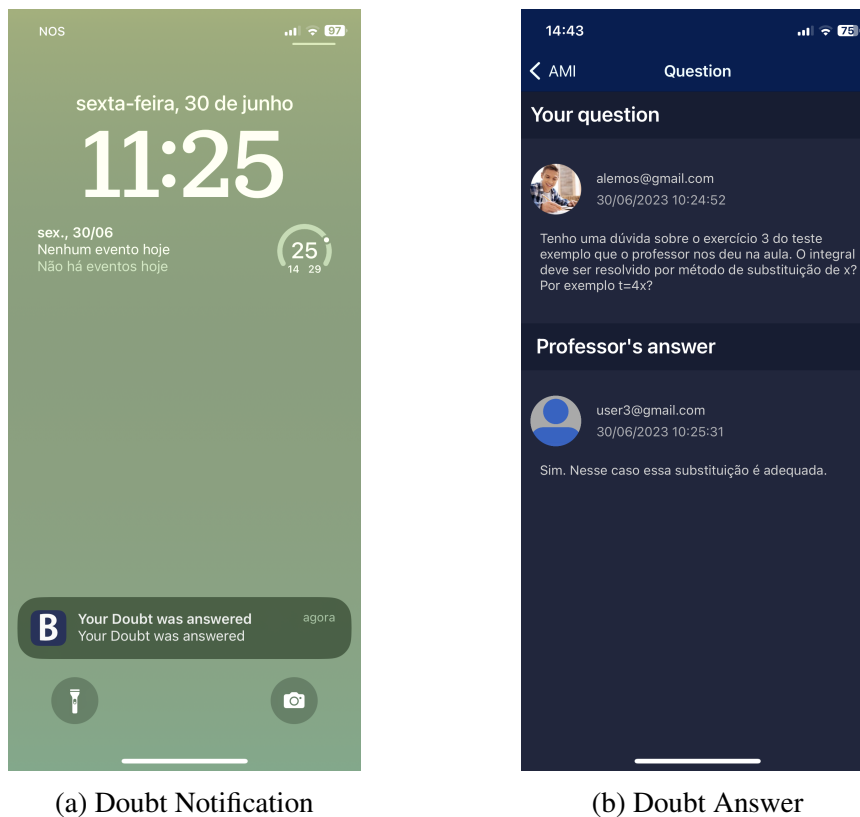 NOS
97
sexta-feira, 30 de junho
11:25
sex., 30/06
Nenhum evento hoje
Não há eventos hoje
25
14 29
B
Your Doubt was answered
agora
Your Doubt was answered
(a) Doubt Notification
14:43
75
AMI
Question
Your question
alemos@gmail.com
30/06/2023 10:24:52
Tenho uma dúvida sobre o exercício 3 do teste
exemplo que o professor nos deu na aula. O integral
deve ser resolvido por método de substituição de x?
Por exemplo t=4x?
Professor's answer
user3@gmail.com
30/06/2023 10:25:31
Sim. Nesse caso essa substituição é adequada.
(b) Doubt Answer